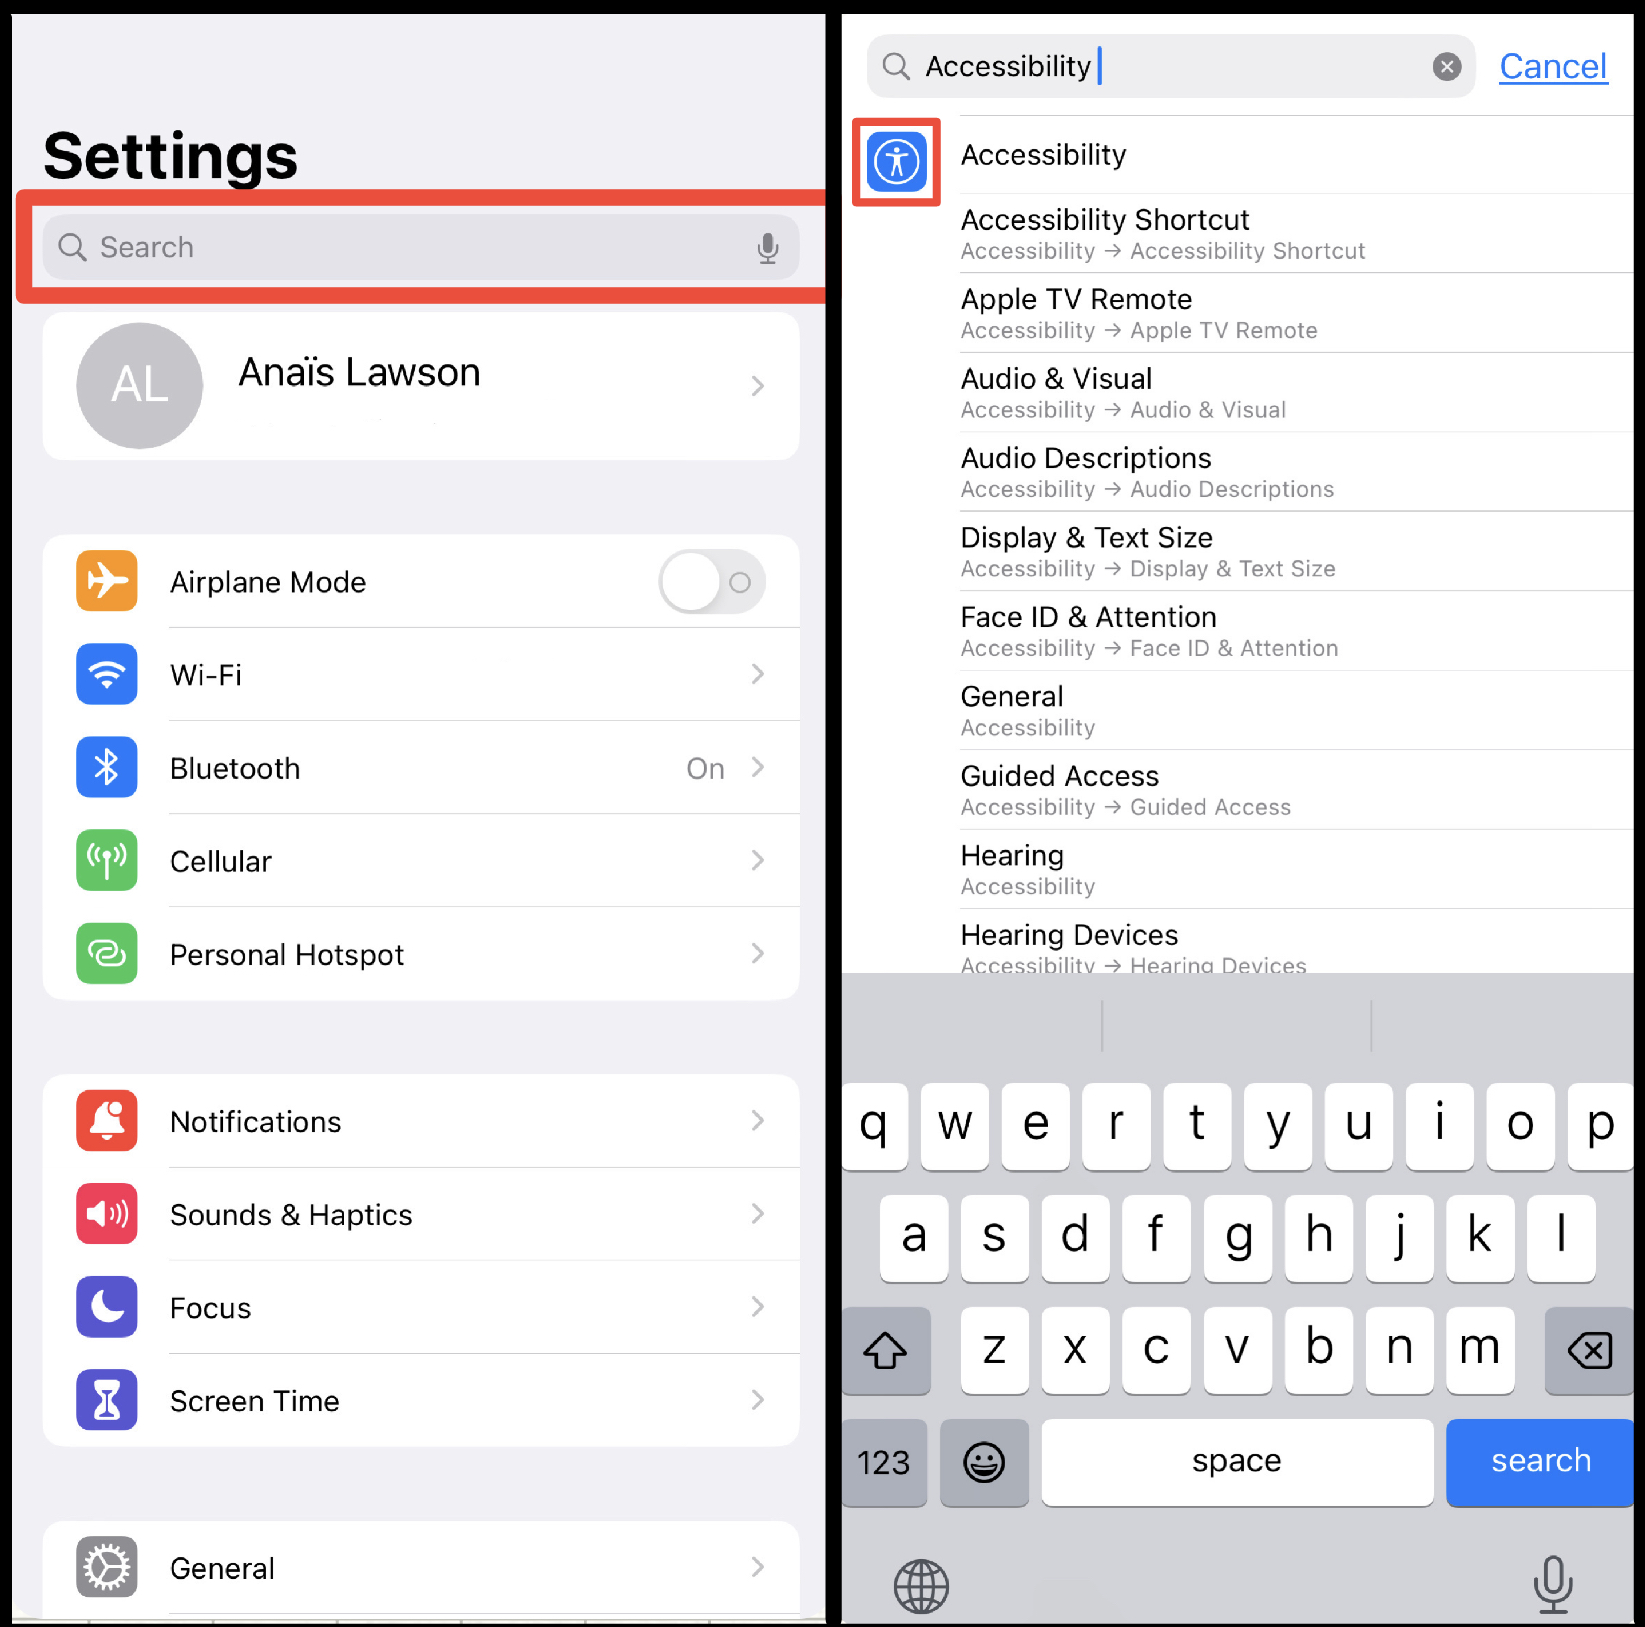 Settings
Search
AL
Anaïs Lawson
Airplane Mode
Wi-Fi
Bluetooth On
Cellular
Personal Hotspot
Notifications
Sounds & Haptics
Focus
Screen Time
General
Accessibility
Cancel
Accessibility
Accessibility Shortcut
Accessibility → Accessibility Shortcut
Apple TV Remote
Accessibility → Apple TV Remote
Audio & Visual
Accessibility → Audio & Visual
Audio Descriptions
Accessibility → Audio Descriptions
Display & Text Size
Accessibility → Display & Text Size
Face ID & Attention
Accessibility → Face ID & Attention
General
Accessibility
Guided Access
Accessibility → Guided Access
Hearing
Accessibility
Hearing Devices
Accessibility → Hearing Devices
q w e r t y u i o p
a s d f g h j k l
z x c v b n m
123 space search